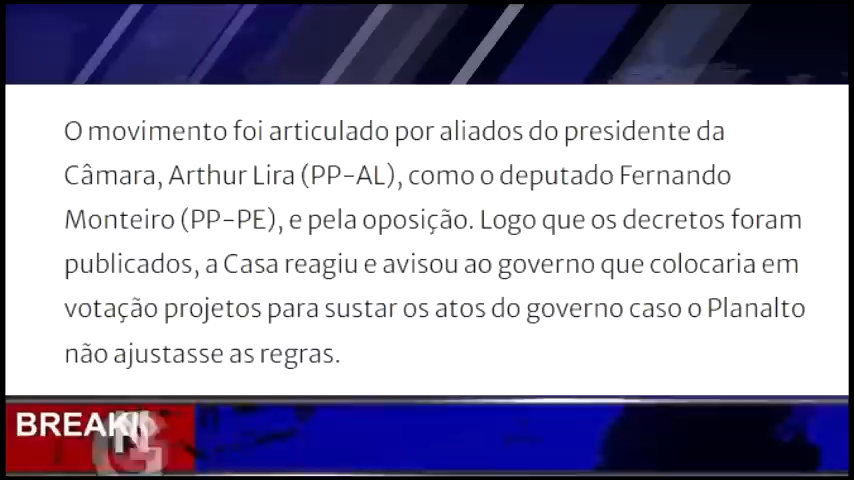 O movimento foi articulado por aliados do presidente da
Câmara, Arthur Lira (PP-AL), como o deputado Fernando
Monteiro (PP-PE), e pela oposição. Logo que os decretos foram
publicados, a Casa reagiu e avisou ao governo que colocaria em
votação projetos para sustar os atos do governo caso o Planalto
não ajustasse as regras.